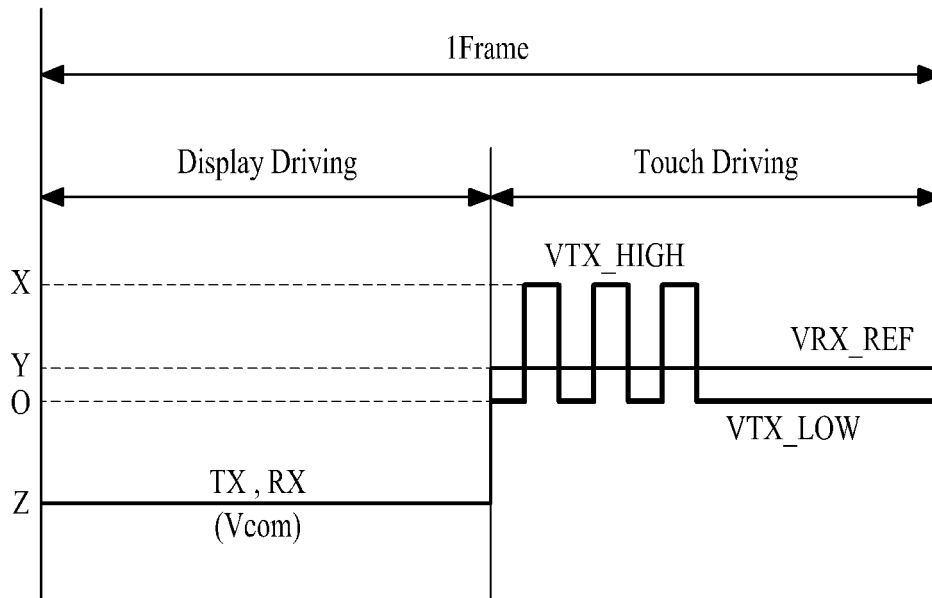 1Frame
Display Driving
Touch Driving
X
VTX_HIGH
Y
VRX_REF
O
VTX_LOW
Z
TX , RX
(Vcom)